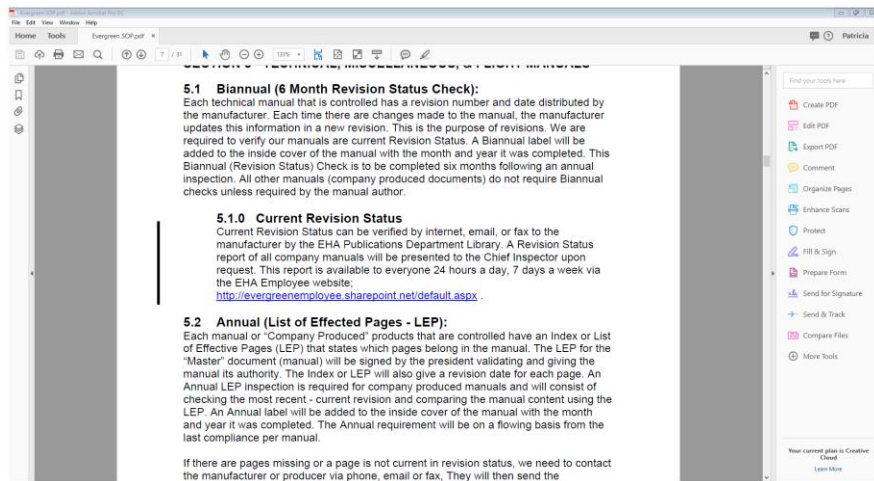 Evergreen SOP.pdf - Adobe Acrobat Pro DC
File Edit View Window Help
Home Tools Evergreen SOP.pdf ×
Patricia
7 / 31
135%
SECTION 5 - TECHNICAL, MISCELLANEOUS, & FLIGHT MANUALS
5.1 Biannual (6 Month Revision Status Check):
Each technical manual that is controlled has a revision number and date distributed by
the manufacturer. Each time there are changes made to the manual, the manufacturer
updates this information in a new revision. This is the purpose of revisions. We are
required to verify our manuals are current Revision Status. A Biannual label will be
added to the inside cover of the manual with the month and year it was completed. This
Biannual (Revision Status) Check is to be completed six months following an annual
inspection. All other manuals (company produced documents) do not require Biannual
checks unless required by the manual author.
5.1.0 Current Revision Status
Current Revision Status can be verified by internet, email, or fax to the
manufacturer by the EHA Publications Department Library. A Revision Status
report of all company manuals will be presented to the Chief Inspector upon
request. This report is available to everyone 24 hours a day, 7 days a week via
the EHA Employee website;
http://evergreenemployee.sharepoint.net/default.aspx .
5.2 Annual (List of Effected Pages - LEP):
Each manual or “Company Produced” products that are controlled have an Index or List
of Effective Pages (LEP) that states which pages belong in the manual. The LEP for the
“Master” document (manual) will be signed by the president validating and giving the
manual its authority. The Index or LEP will also give a revision date for each page. An
Annual LEP inspection is required for company produced manuals and will consist of
checking the most recent - current revision and comparing the manual content using the
LEP. An Annual label will be added to the inside cover of the manual with the month
and year it was completed. The Annual requirement will be on a flowing basis from the
last compliance per manual.
If there are pages missing or a page is not current in revision status, we need to contact
the manufacturer or producer via phone, email or fax, They will then send the
Find your tools here
Create PDF
Edit PDF
Export PDF
Comment
Organize Pages
Enhance Scans
Protect
Fill & Sign
Prepare Form
Send for Signature
Send & Track
Compare Files
More Tools
Your current plan is Creative
Cloud
Learn More